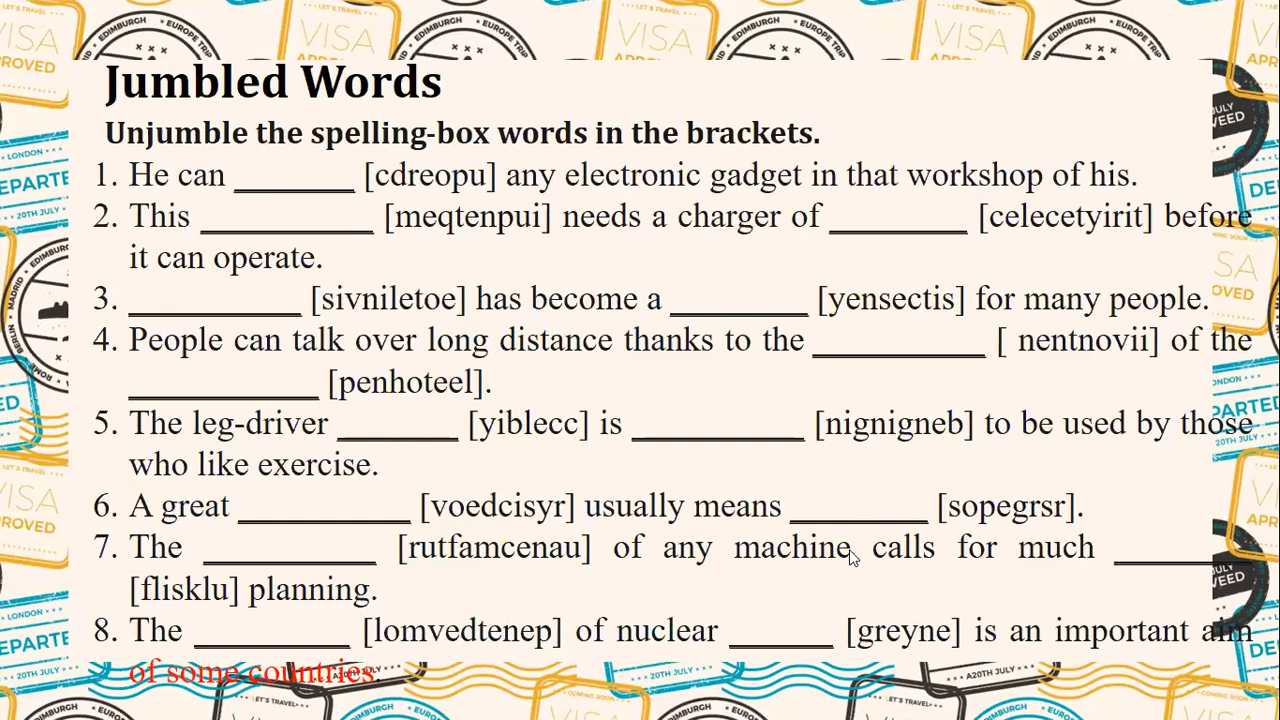 Jumbled Words
Unjumble the spelling-box words in the brackets.
1. He can _______ [cdreopu] any electronic gadget in that workshop of his.
2. This __________ [meqtenpui] needs a charger of ________ [celecetyirit] before
it can operate.
3. __________ [sivniletoe] has become a ________ [yensectis] for many people.
4. People can talk over long distance thanks to the __________ [ nentnovii] of the
___________ [penhoteel].
5. The leg-driver _______ [yiblecc] is __________ [nignigneb] to be used by those
who like exercise.
6. A great __________ [voedcisyr] usually means ________ [sopegrsr].
7. The __________ [rutfamcenau] of any machine calls for much ________
[flisklu] planning.
8. The _________ [lomvedtenep] of nuclear ______ [greyne] is an important aim
of some countries.